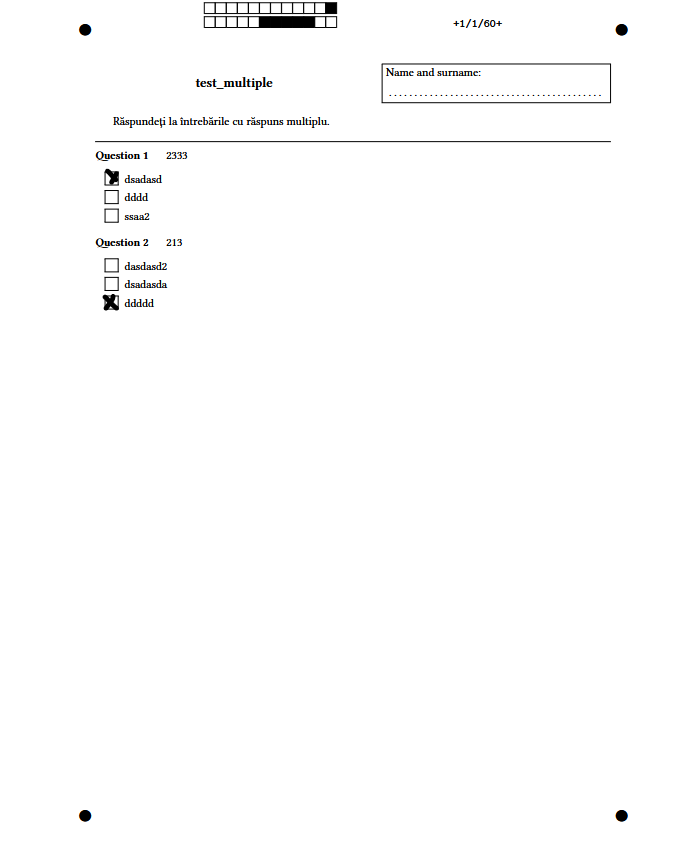 +1/1/60+
test_multiple
Name and surname:
Răspundeți la întrebările cu răspuns multiplu.
Question 1 2333
dsadasd
dddd
ssaa2
Question 2 213
dasdasd2
dsadasda
ddddd